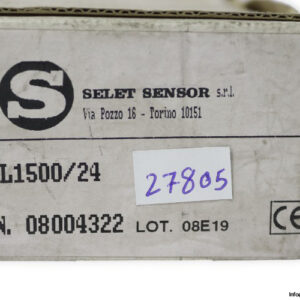 S
SELET SENSOR s.r.l.
Via Pozzo 16 - Torino 10151
L1500/24
27805
N. 08004322 LOT. 08E19
CE